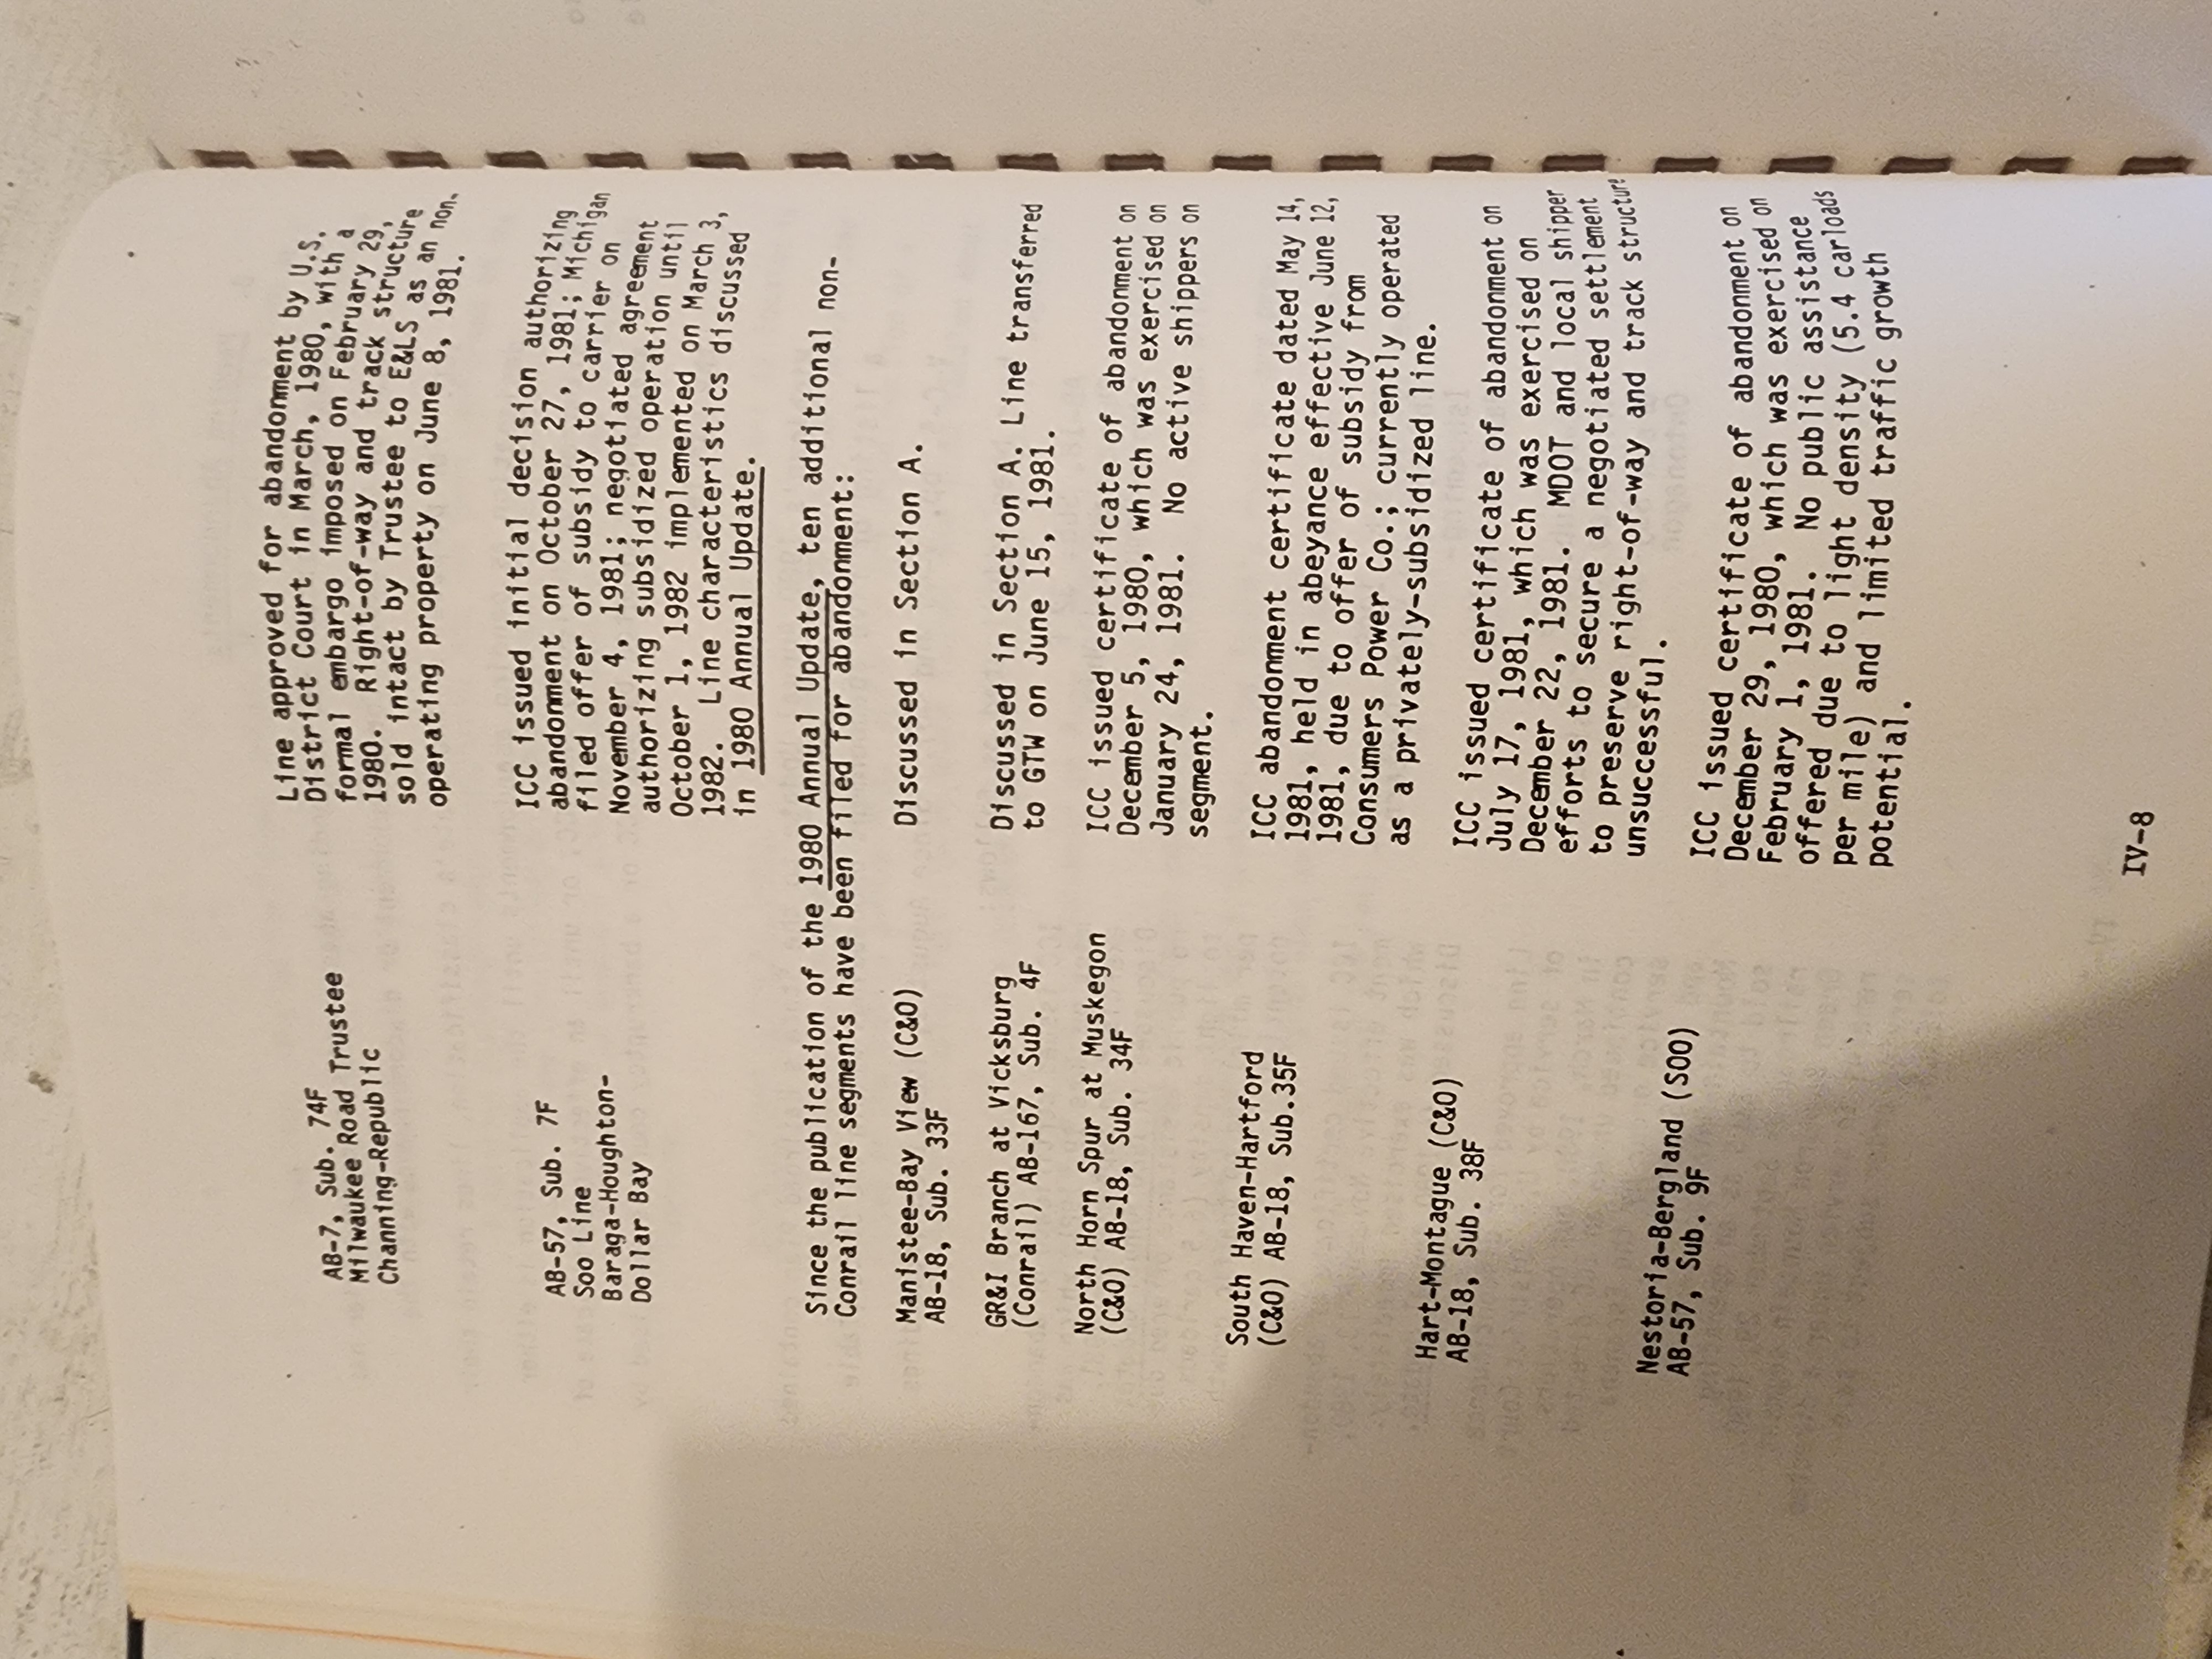 AB-7, Sub. 74F
Milwaukee Road Trustee
Channing-Republic
Line approved for abandonment by U.S.
District Court in March, 1980, with a
formal embargo imposed on February 29,
1980. Right-of-way and track structure
sold intact by Trustee to E&LS as an non.
operating property on June 8, 1981.
AB-57, Sub. 7F
Soo Line
Baraga-Houghton-
Dollar Bay
ICC issued initial decision authorizing
abandonment on October 27, 1981; Michigan
filed offer of subsidy to carrier on
November 4, 1981; negotiated agreement
authorizing subsidized operation until
October 1, 1982 implemented on March 3,
1982. Line characteristics discussed
in 1980 Annual Update.
Since the publication of the 1980 Annual Update, ten additional non-
Conrail line segments have been filed for abandonment:
Manistee-Bay View (C&O)
AB-18, Sub. 33F
Discussed in Section A.
GR&I Branch at Vicksburg
(Conrail) AB-167, Sub. 4F
Discussed in Section A. Line transferred
to GTW on June 15, 1981.
North Horn Spur at Muskegon
(C&O) AB-18, Sub. 34F
ICC issued certificate of abandonment on
December 5, 1980, which was exercised on
January 24, 1981. No active shippers on
segment.
South Haven-Hartford
(C&O) AB-18, Sub.35F
ICC abandonment certificate dated May 14,
1981, held in abeyance effective June 12,
1981, due to offer of subsidy from
Consumers Power Co.; currently operated
as a privately-subsidized line.
Hart-Montague (C&O)
AB-18, Sub. 38F
ICC issued certificate of abandonment on
July 17, 1981, which was exercised on
December 22, 1981. MDOT and local shipper
efforts to secure a negotiated settlement
to preserve right-of-way and track structure
unsuccessful.
Nestoria-Bergland (SOO)
AB-57, Sub. 9F
ICC issued certificate of abandonment on
December 29, 1980, which was exercised on
February 1, 1981. No public assistance
offered due to light density (5.4 carloads
per mile) and limited traffic growth
potential.
IV-8